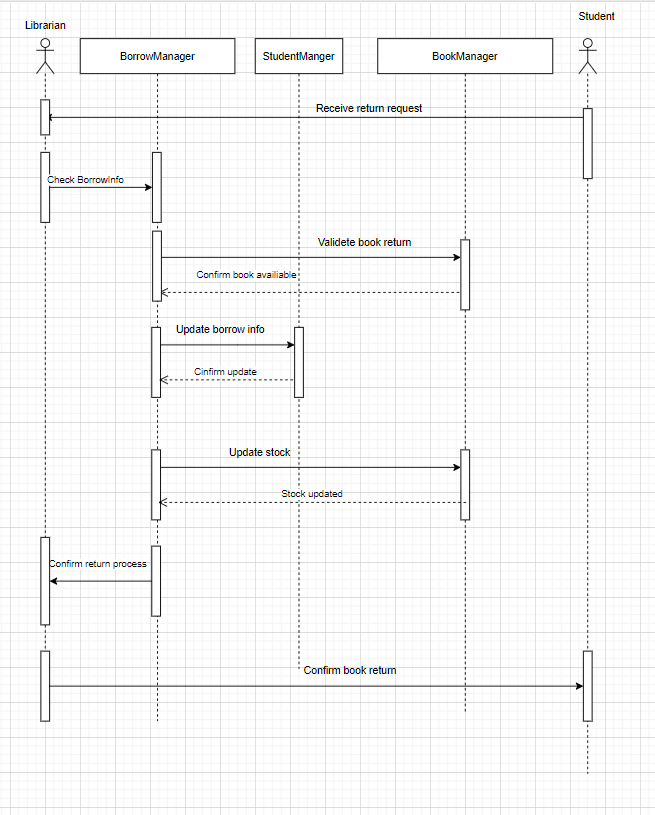 Librarian
Student
BorrowManager
StudentManger
BookManager
Receive return request
Check BorrowInfo
Validete book return
Confirm book availiable
Update borrow info
Cinfirm update
Update stock
Stock updated
Confirm return process
Confirm book return